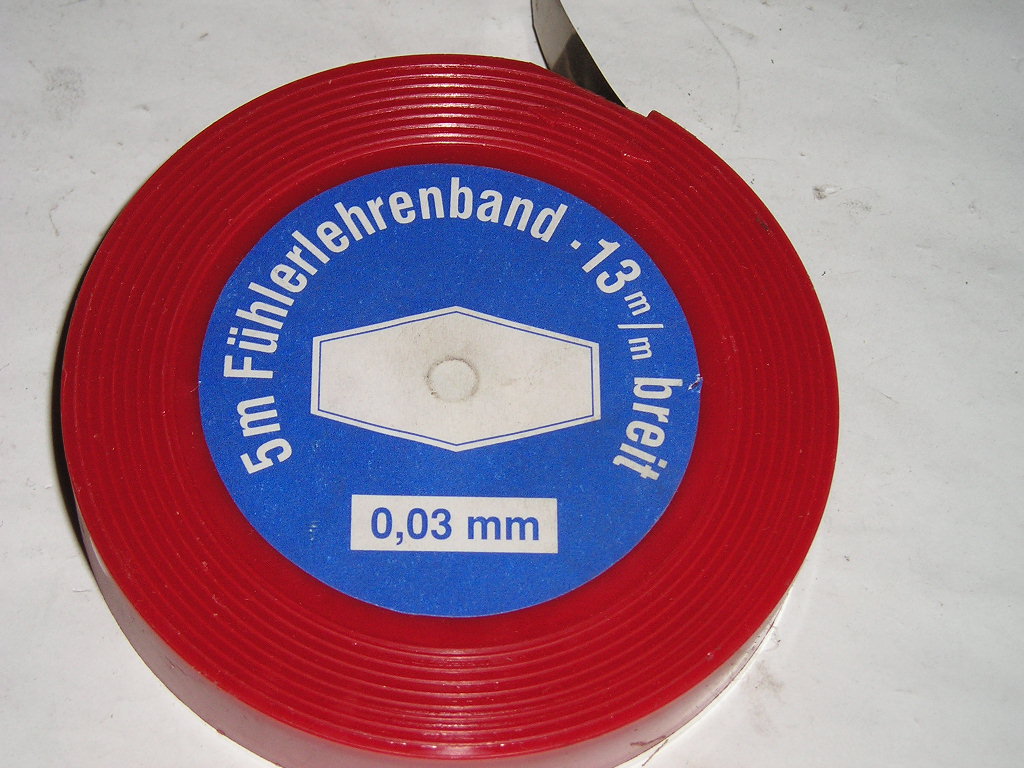 5m Fühlerlehrenband · 13 m/m breit
0,03 mm